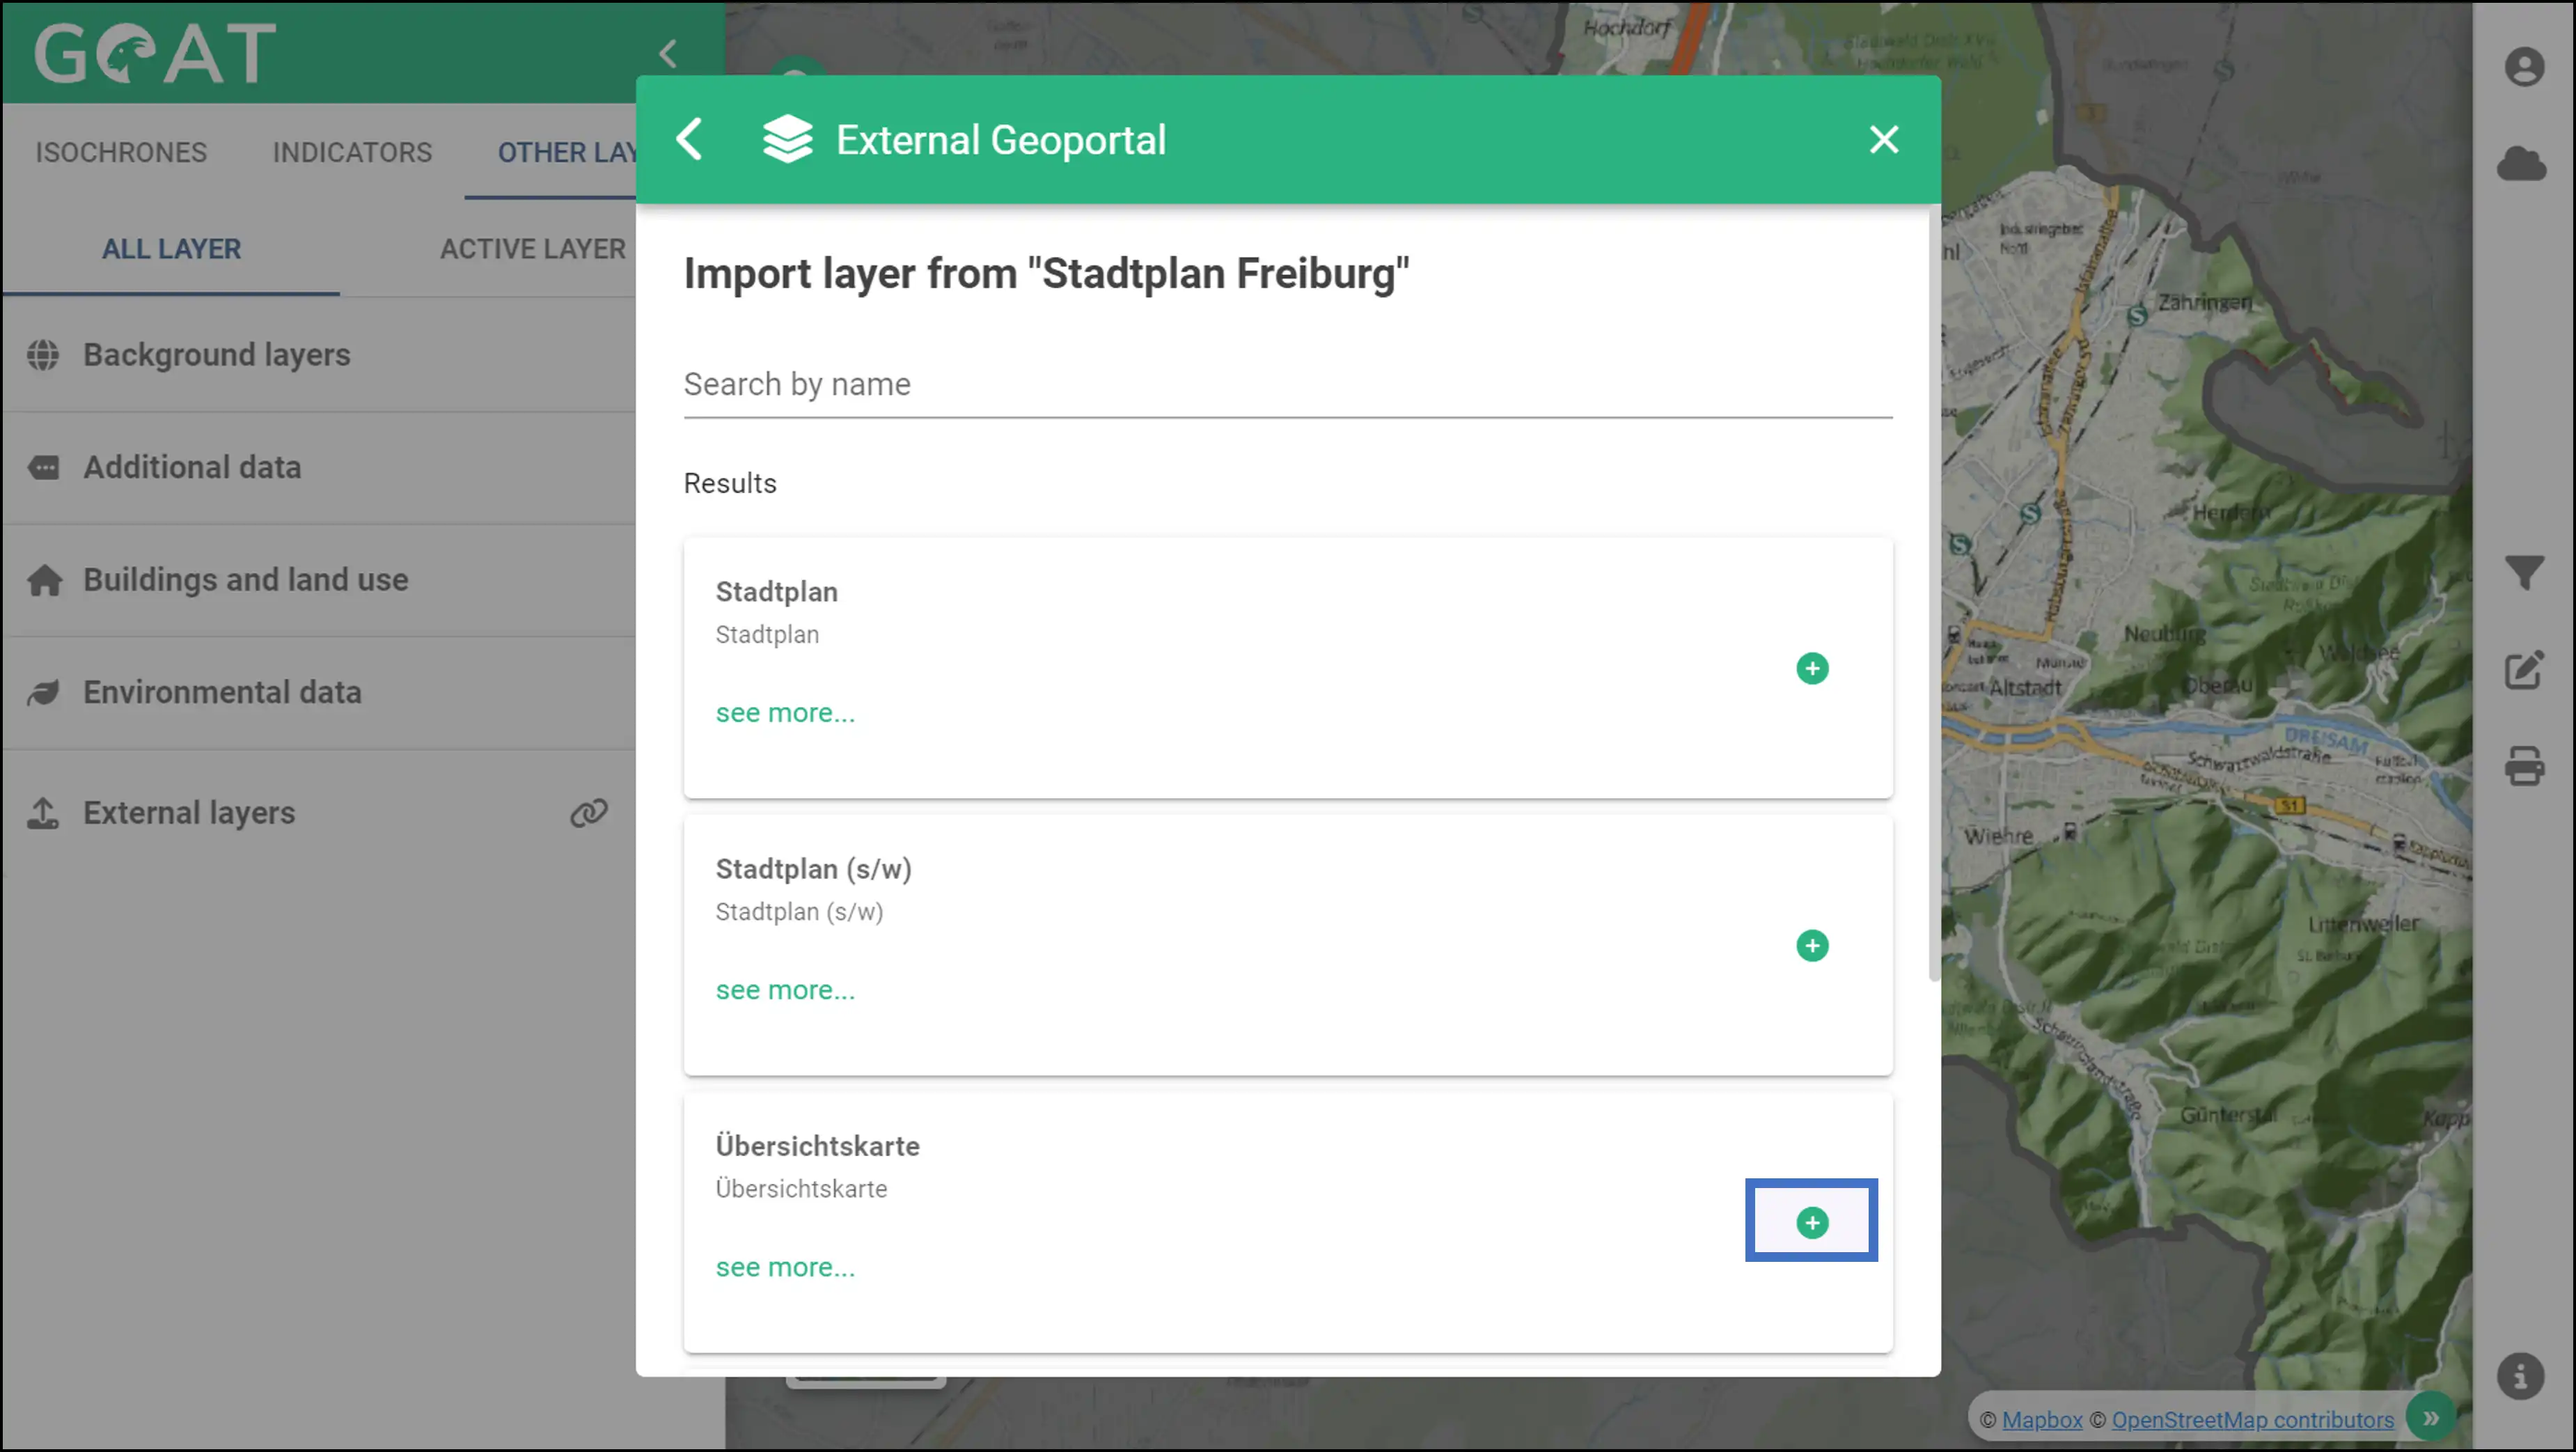 GOAT
ISOCHRONES
INDICATORS
OTHER LAY
ALL LAYER
ACTIVE LAYER
Background layers
Additional data
Buildings and land use
Environmental data
External layers
External Geoportal
Import layer from "Stadtplan Freiburg"
Search by name
Results
Stadtplan
Stadtplan
see more...
Stadtplan (s/w)
Stadtplan (s/w)
see more...
Übersichtskarte
Übersichtskarte
see more...
Hochdorf
Zähringen
Herdern
Neuburg
Waldsee
Altstadt
Oberau
DREISAM
Schwarzwaldstraße
S1
Wiehre
Littenweiler
Günterstal
Kapp
© Mapbox © OpenStreetMap contributors